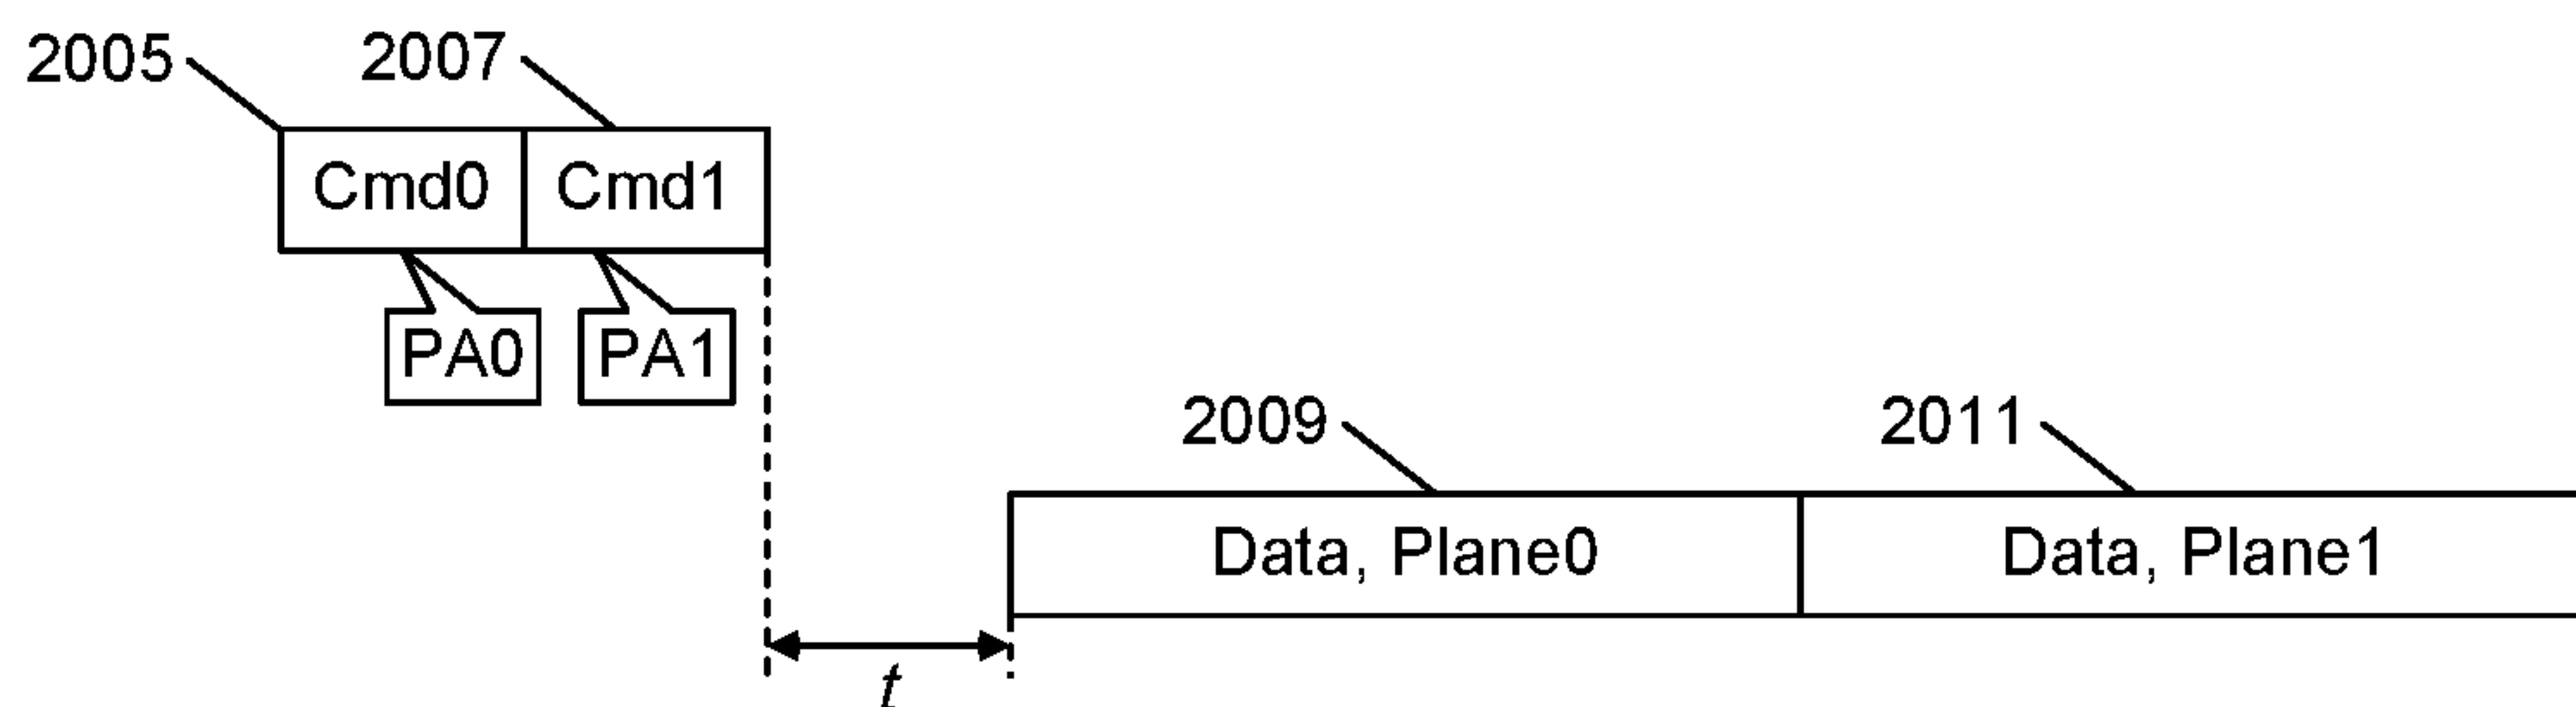 2005 2007
Cmd0 Cmd1
PA0 PA1
2009 2011
Data, Plane0 Data, Plane1
t